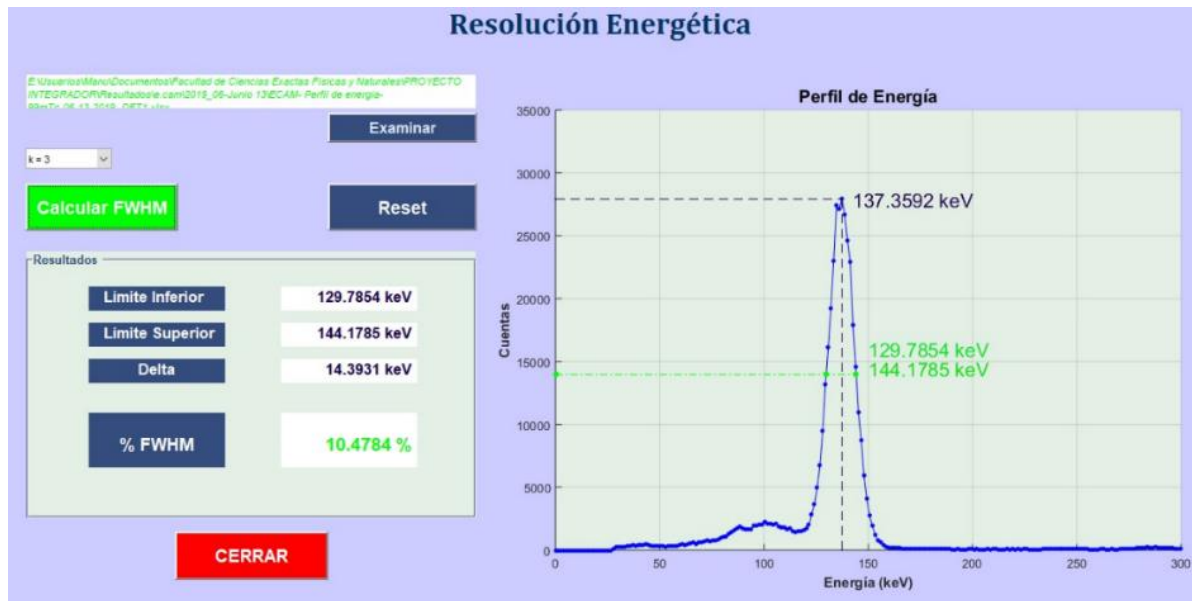 Resolución Energética
E:\Usuarios\Manu\Documentos\Facultad de Ciencias Exactas Físicas y Naturales\PROYECTO
INTEGRADOR\Resultados\e.cam\2019_06-Junio 13\ECAM- Perfil de energia-
Examinar
k = 3
Calcular FWHM
Reset
Resultados
Limite Inferior
129.7854 keV
Limite Superior
144.1785 keV
Delta
14.3931 keV
% FWHM
10.4784 %
CERRAR
Perfil de Energía
35000
30000
25000
20000
15000
10000
5000
0
Cuentas
137.3592 keV
129.7854 keV
144.1785 keV
0
50
100
150
200
250
300
Energía (keV)